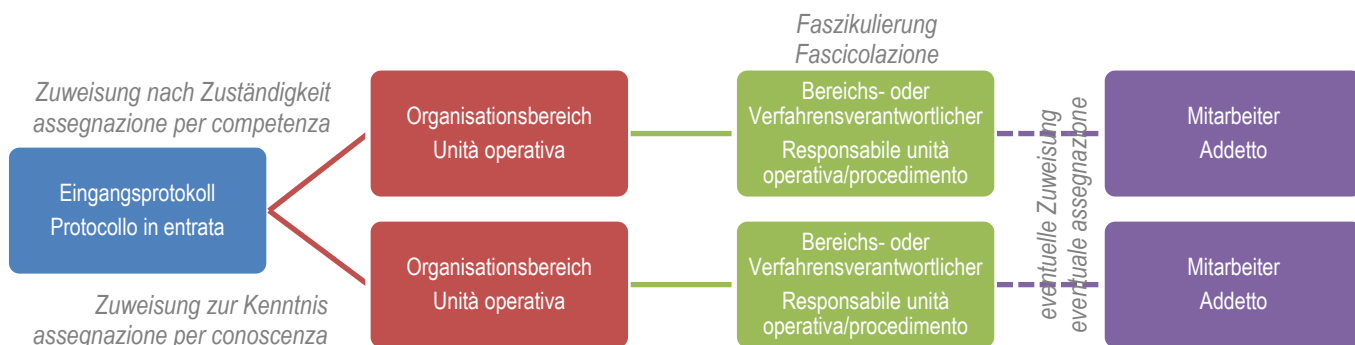 Faszikulierung
Fascicolazione
Zuweisung nach Zuständigkeit
assegnazione per competenza
Eingangsprotokoll
Protocollo in entrata
Zuweisung zur Kenntnis
assegnazione per conoscenza
Organisationsbereich
Unità operativa
Bereichs- oder
Verfahrensverantwortlicher
Responsabile unità
operativa/procedimento
eventuelle Zuweisung
eventuale assegnazione
Mitarbeiter
Addetto
Organisationsbereich
Unità operativa
Bereichs- oder
Verfahrensverantwortlicher
Responsabile unità
operativa/procedimento
Mitarbeiter
Addetto